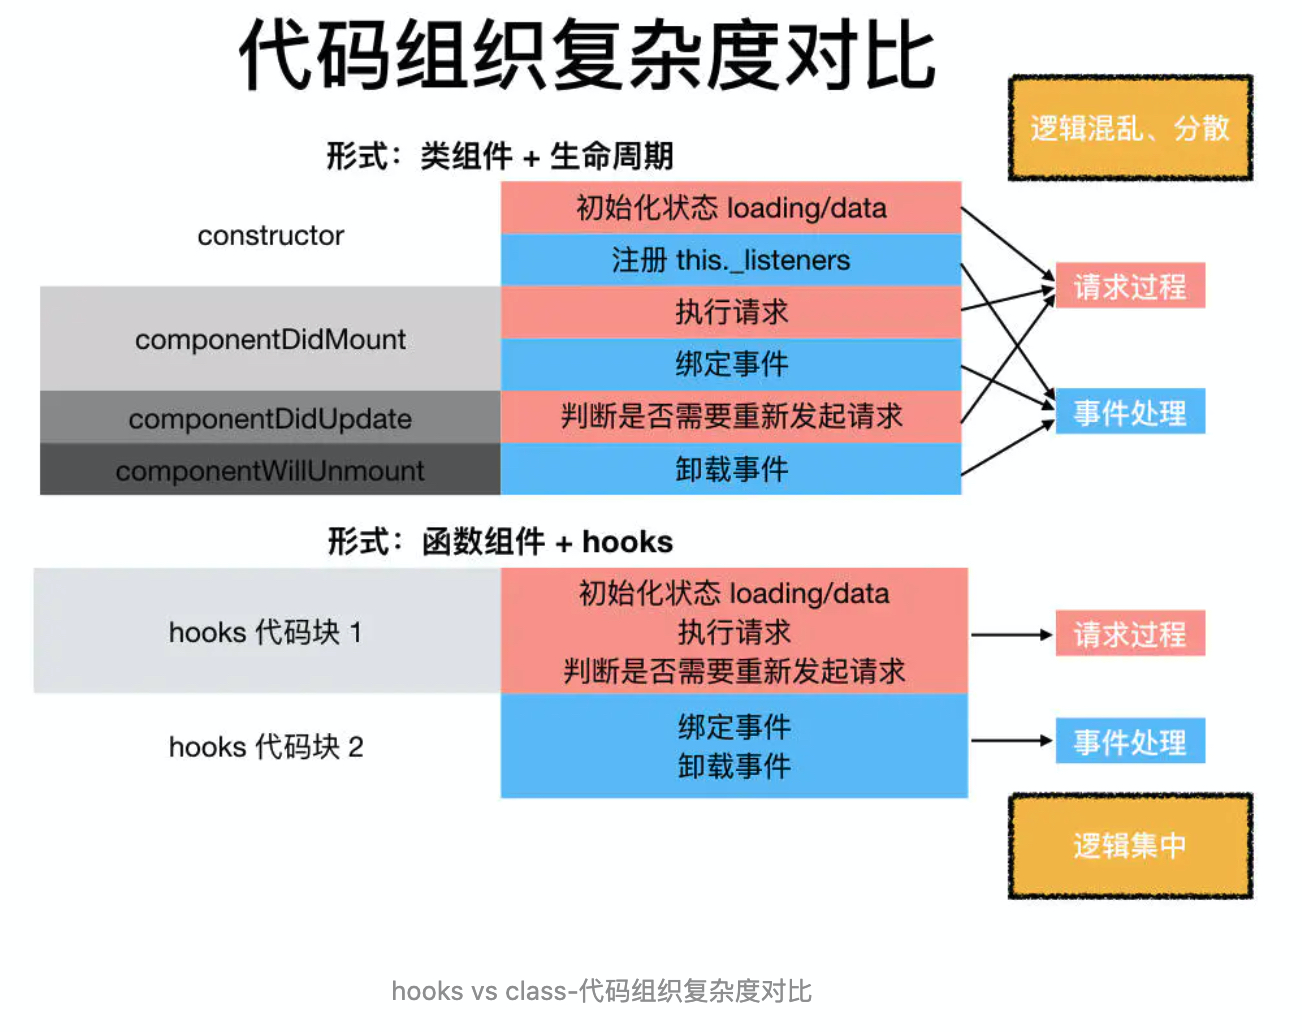 代码组织复杂度对比
逻辑混乱、分散
形式：类组件 + 生命周期
constructor
初始化状态 loading/data
注册 this._listeners
componentDidMount
执行请求
绑定事件
componentDidUpdate
判断是否需要重新发起请求
componentWillUnmount
卸载事件
请求过程
事件处理
形式：函数组件 + hooks
hooks 代码块 1
初始化状态 loading/data
执行请求
判断是否需要重新发起请求
请求过程
hooks 代码块 2
绑定事件
卸载事件
事件处理
逻辑集中
hooks vs class-代码组织复杂度对比